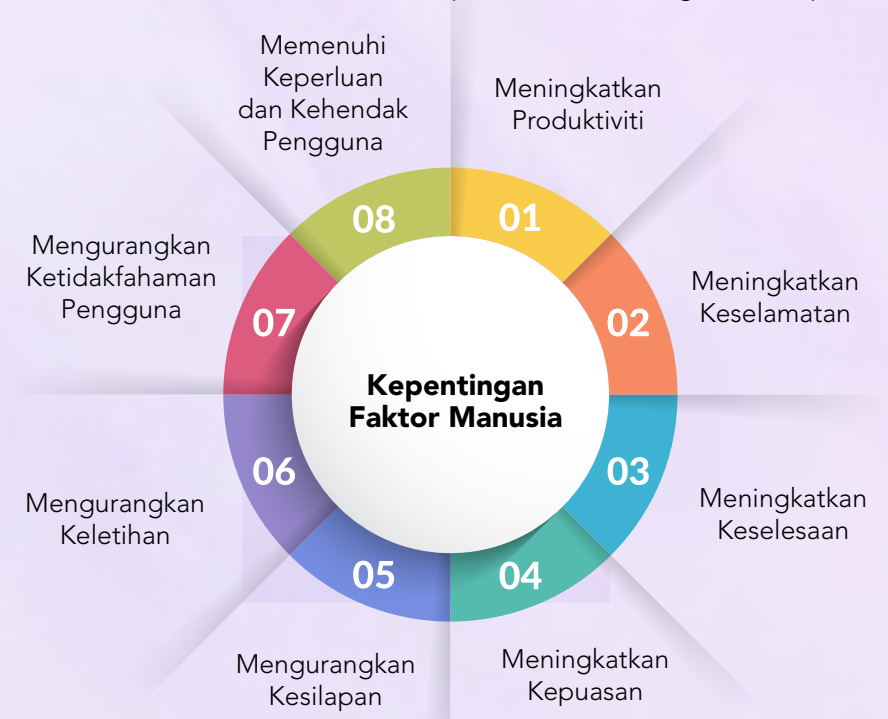 Kepentingan
Faktor Manusia
01
Meningkatkan
Produktiviti
02
Meningkatkan
Keselamatan
03
Meningkatkan
Keselesaan
04
Meningkatkan
Kepuasan
05
Mengurangkan
Kesilapan
06
Mengurangkan
Keletihan
07
Mengurangkan
Ketidakfahaman
Pengguna
08
Memenuhi
Keperluan
dan Kehendak
Pengguna